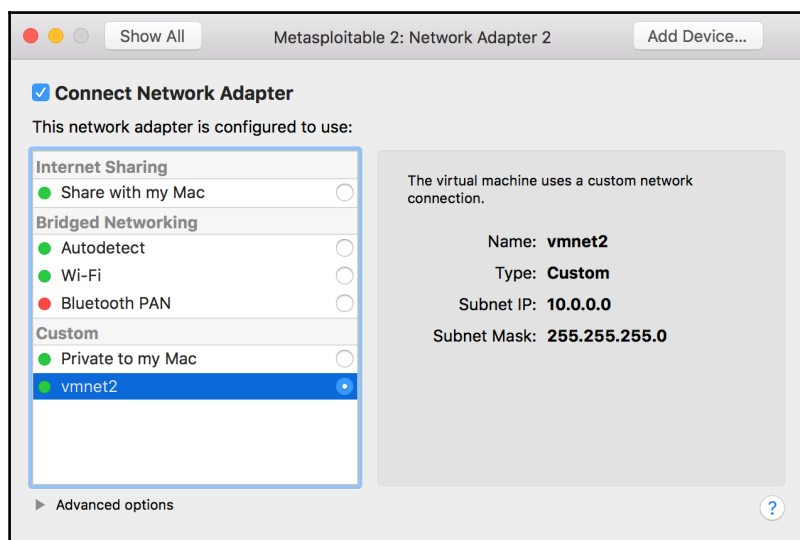 Show All
Metasploitable 2: Network Adapter 2
Add Device...
Connect Network Adapter
This network adapter is configured to use:
Internet Sharing
Share with my Mac
Bridged Networking
Autodetect
Wi-Fi
Bluetooth PAN
Custom
Private to my Mac
vmnet2
The virtual machine uses a custom network
connection.
Name: vmnet2
Type: Custom
Subnet IP: 10.0.0.0
Subnet Mask: 255.255.255.0
Advanced options
?